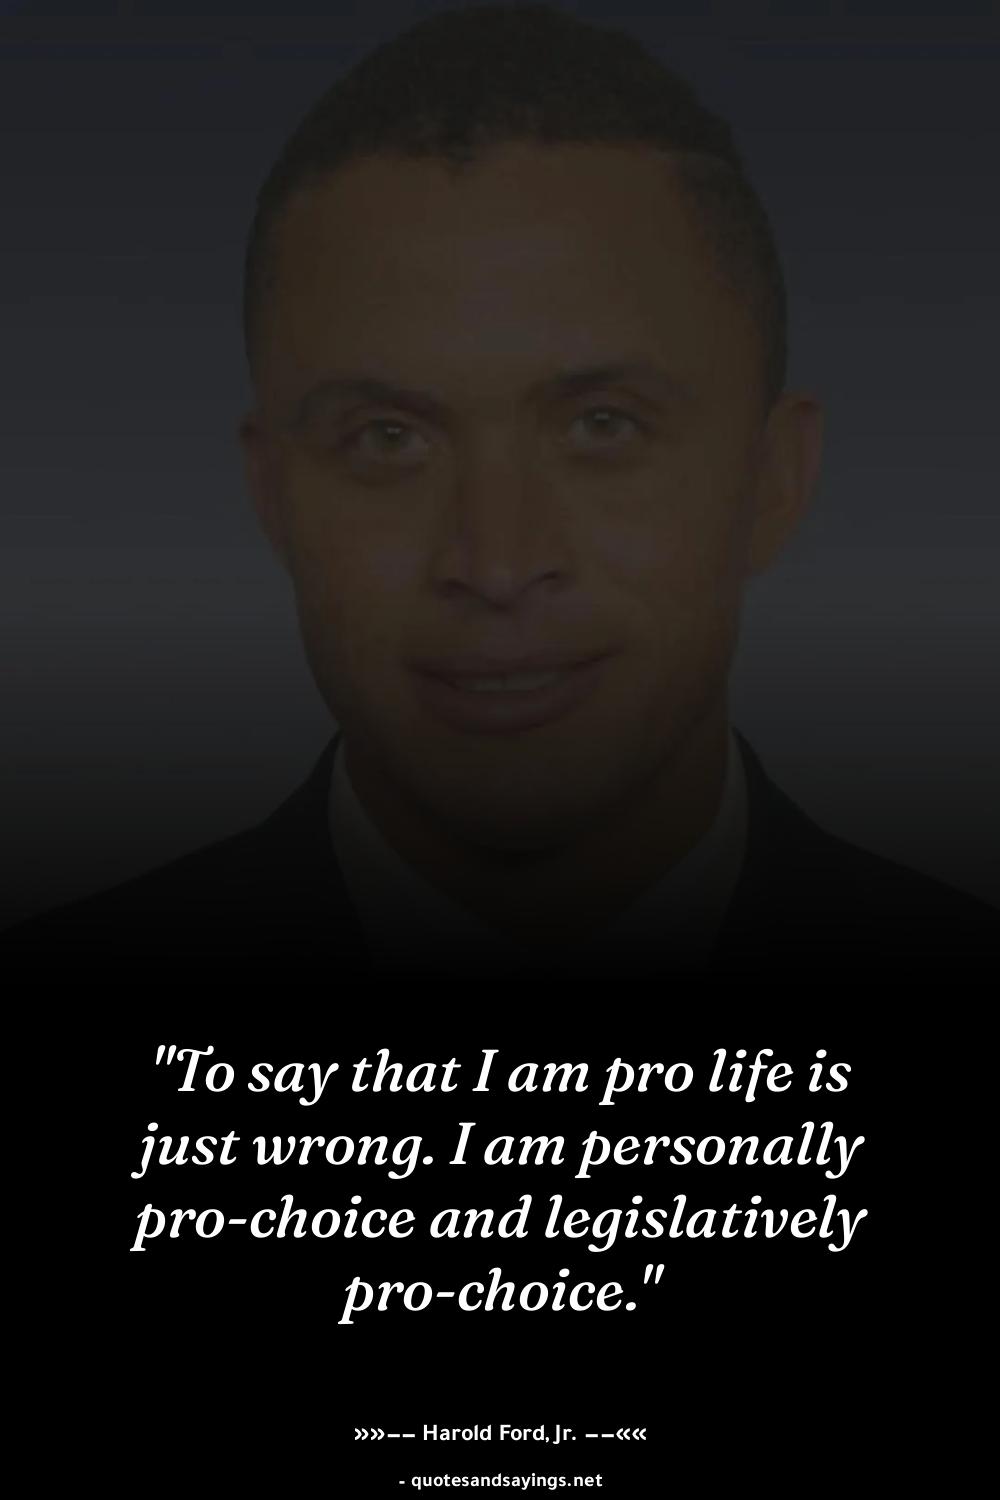 "To say that I am pro life is
just wrong. I am personally
pro-choice and legislatively
pro-choice."
»»−− Harold Ford, Jr. −−««
- quotesandsayings.net